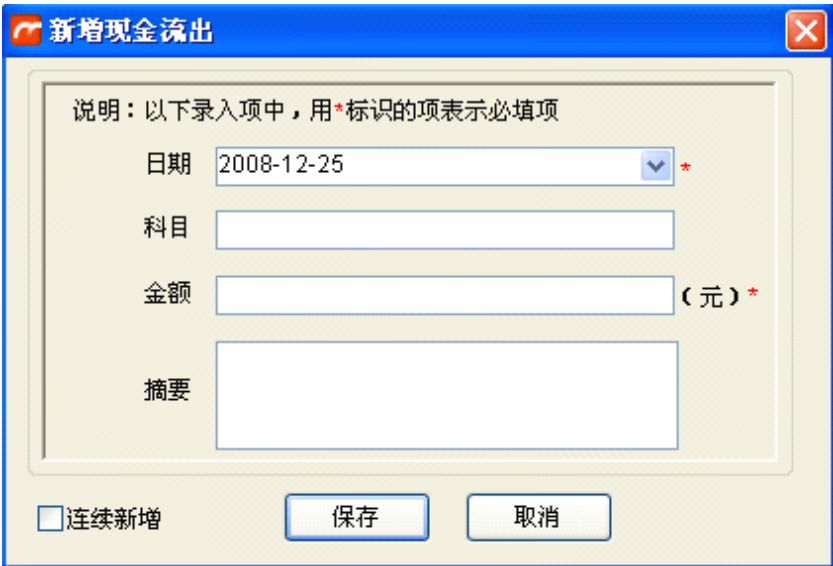 新增现金流出
说明：以下录入项中，用*标识的项表示必填项
日期 2008-12-25 *
科目
金额 (元)*
摘要
连续新增 保存 取消